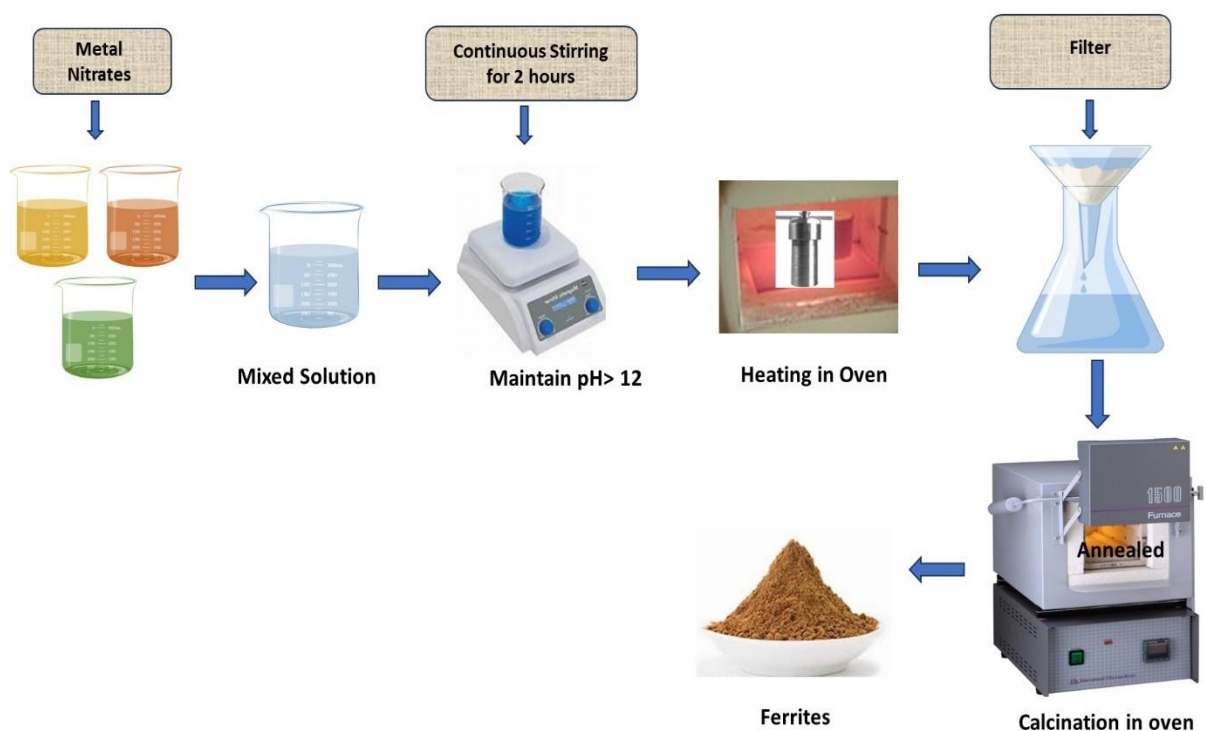 Metal
Nitrates
Continuous Stirring
for 2 hours
Filter
Mixed Solution
Maintain pH> 12
Heating in Oven
1500
Furnace
Annealed
Ferrites
Calcination in oven